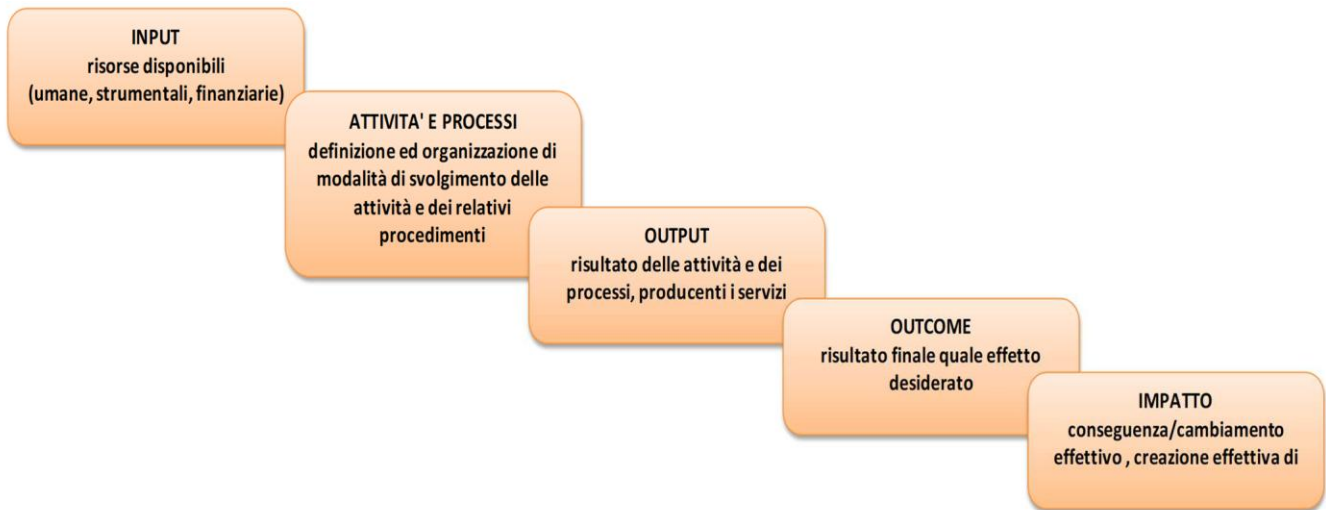 INPUT
risorse disponibili
(umane, strumentali, finanziarie)
ATTIVITA' E PROCESSI
definizione ed organizzazione di
modalità di svolgimento delle
attività e dei relativi
procedimenti
OUTPUT
risultato delle attività e dei
processi, producenti i servizi
OUTCOME
risultato finale quale effetto
desiderato
IMPATTO
conseguenza/cambiamento
effettivo , creazione effettiva di